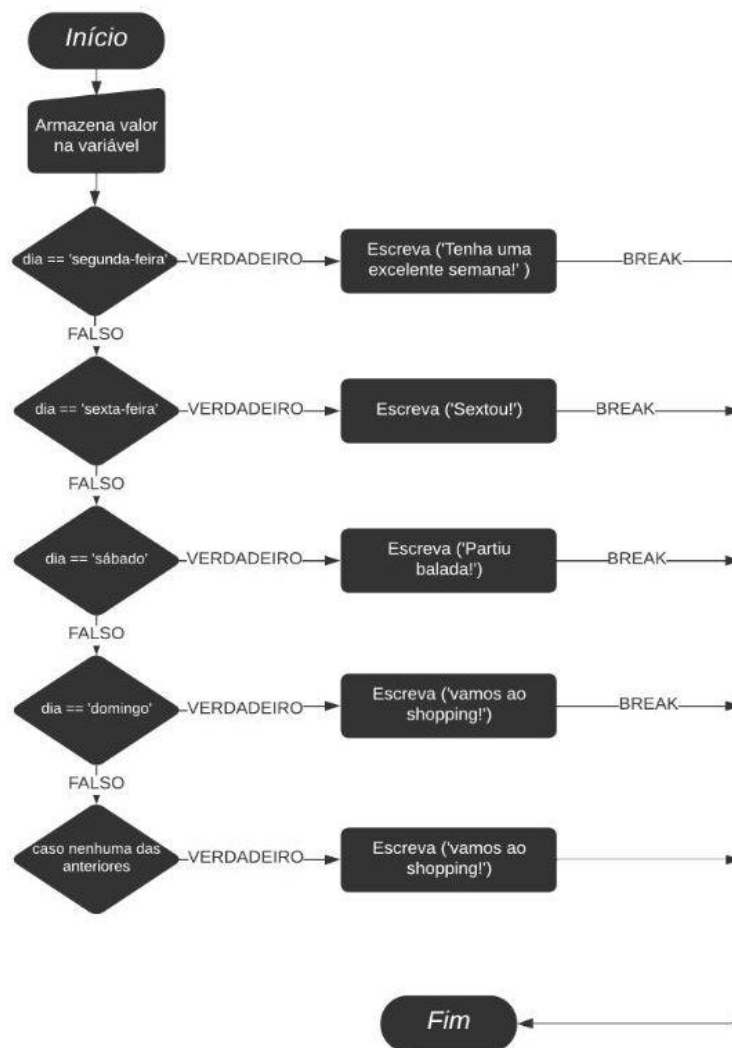 Início
Armazena valor
na variável
dia == 'segunda-feira'
VERDADEIRO
Escreva ('Tenha uma
excelente semana!' )
BREAK
FALSO
dia == 'sexta-feira'
VERDADEIRO
Escreva ('Sextou!')
BREAK
FALSO
dia == 'sábado'
VERDADEIRO
Escreva ('Partiu
balada!')
BREAK
FALSO
dia == 'domingo'
VERDADEIRO
Escreva ('vamos ao
shopping!')
BREAK
FALSO
caso nenhuma das
anteriores
VERDADEIRO
Escreva ('vamos ao
shopping!')
Fim